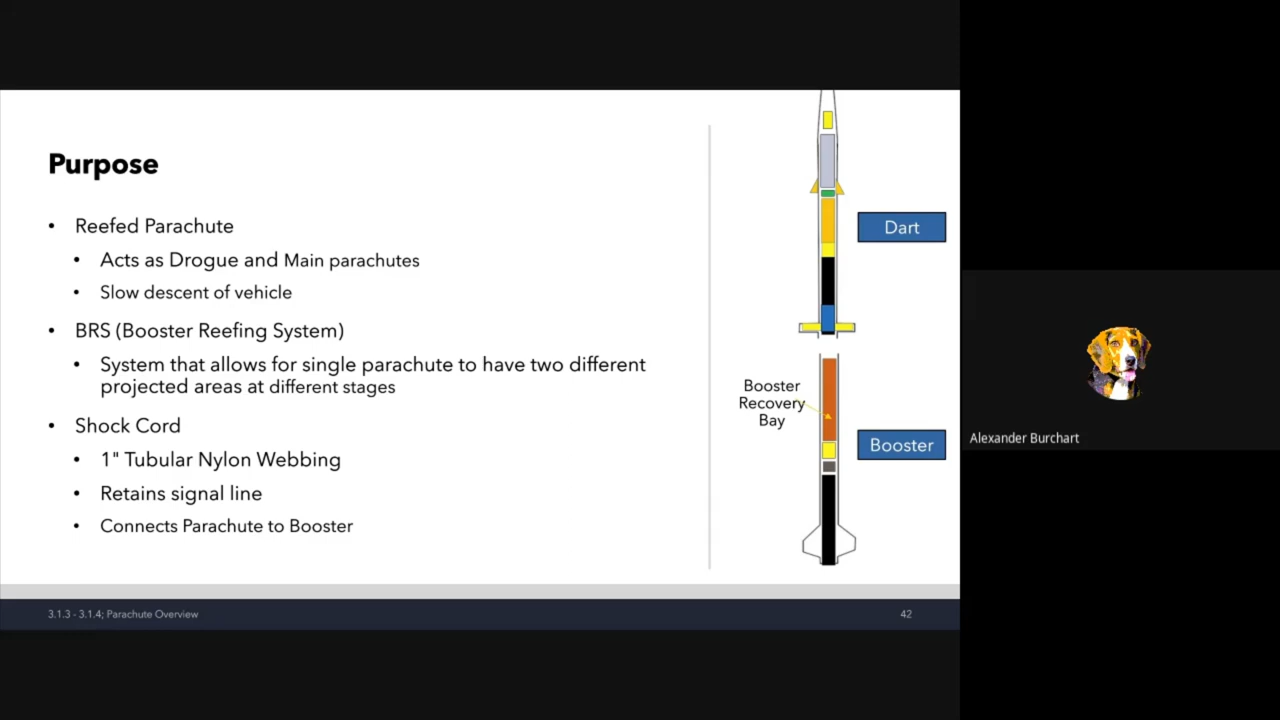 Purpose
• Reefed Parachute
• Acts as Drogue and Main parachutes
• Slow descent of vehicle
• BRS (Booster Reefing System)
• System that allows for single parachute to have two different
projected areas at different stages
• Shock Cord
• 1" Tubular Nylon Webbing
• Retains signal line
• Connects Parachute to Booster
Dart
Booster
Recovery
Bay
Booster
3.1.3 - 3.1.4; Parachute Overview
42
Alexander Burchart